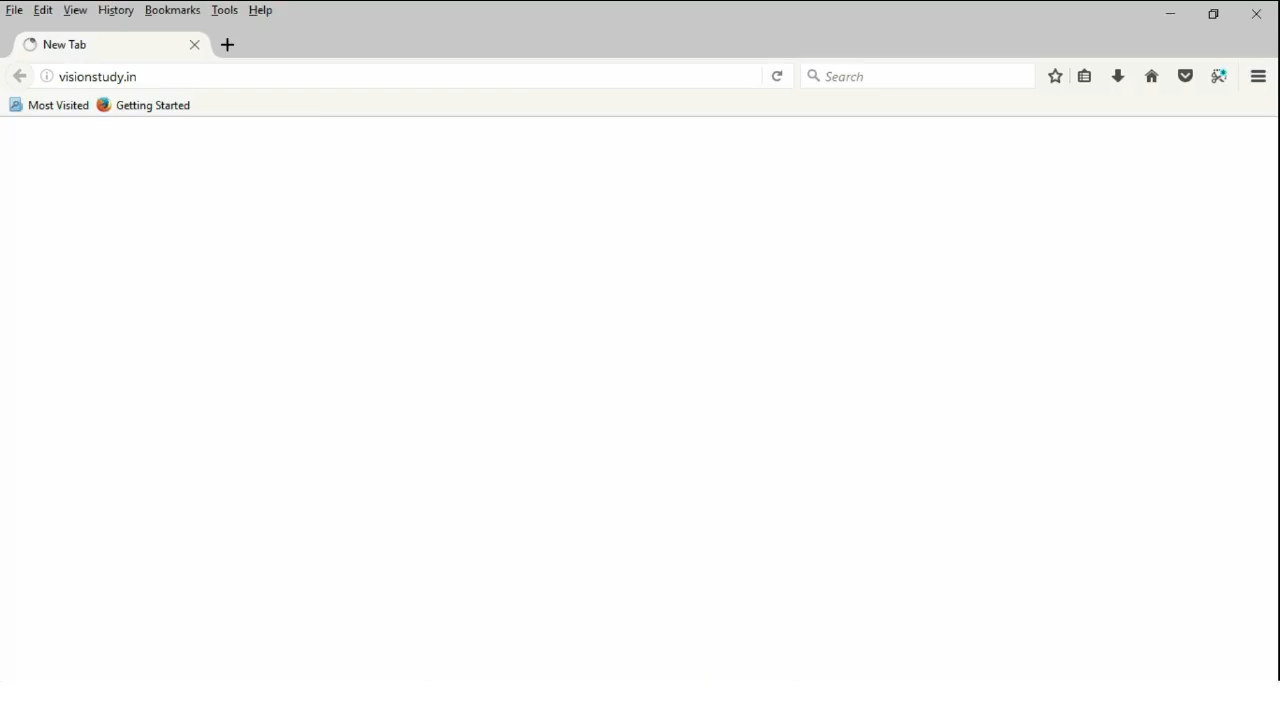 File Edit View History Bookmarks Tools Help
New Tab
visionstudy.in Search
Most Visited Getting Started